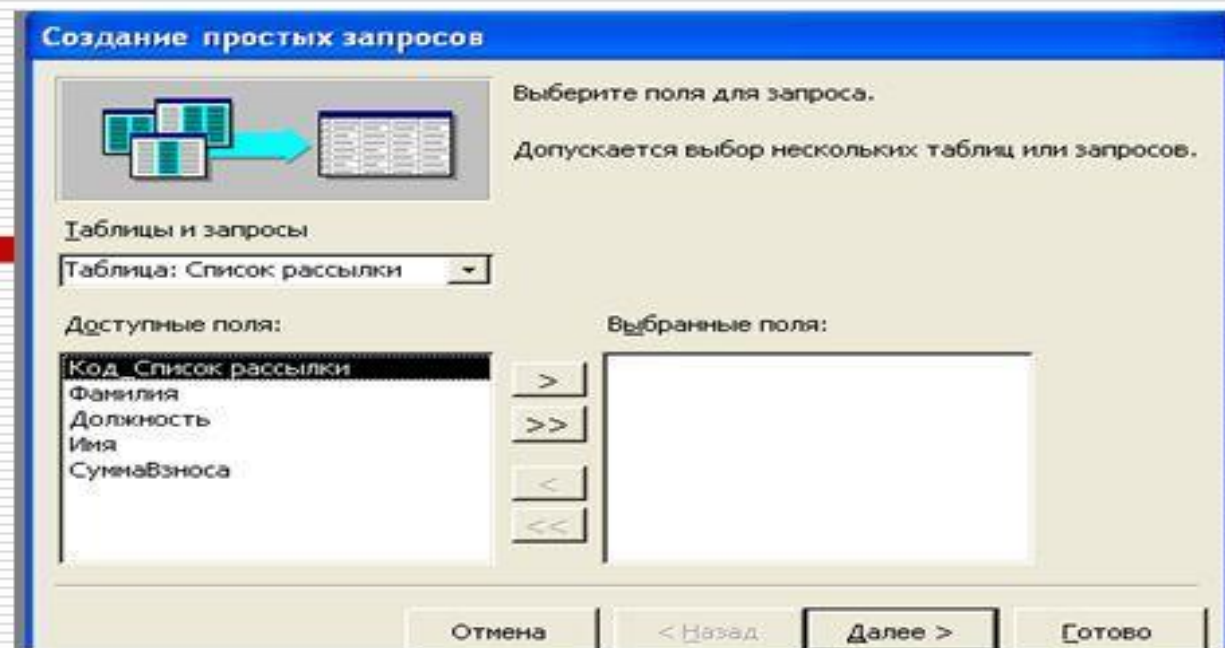 Создание простых запросов
Выберите поля для запроса.
Допускается выбор нескольких таблиц или запросов.
Таблицы и запросы
Таблица: Список рассылки
Доступные поля:
Выбранные поля:
Код_Список рассылки
Фамилия
Должность
Имя
СуммаВзноса
>
>>
<
<<
Отмена
< Назад
Далее >
Готово